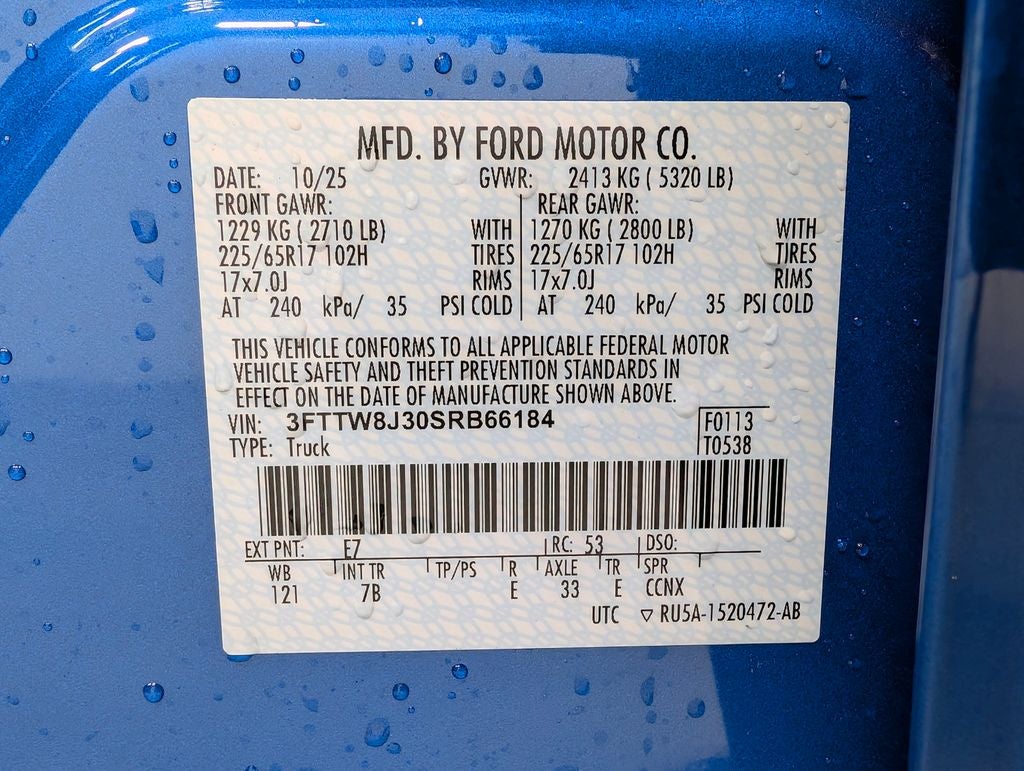 MFD. BY FORD MOTOR CO.
DATE: 10/25 GVWR: 2413 KG ( 5320 LB)
FRONT GAWR: REAR GAWR:
1229 KG ( 2710 LB) WITH 1270 KG ( 2800 LB) WITH
225/65R17 102H TIRES 225/65R17 102H TIRES
17x7.0J RIMS 17x7.0J RIMS
AT 240 kPa/ 35 PSI COLD AT 240 kPa/ 35 PSI COLD
THIS VEHICLE CONFORMS TO ALL APPLICABLE FEDERAL MOTOR
VEHICLE SAFETY AND THEFT PREVENTION STANDARDS IN
EFFECT ON THE DATE OF MANUFACTURE SHOWN ABOVE.
VIN: 3FTTW8J30SRB66184 F0113
TYPE: Truck T0538
EXT PNT: E7 RC: 53 DSO:
WB INT TR TP/PS R AXLE TR SPR
121 7B E 33 E CCNX
UTC ▽ RU5A-1520472-AB